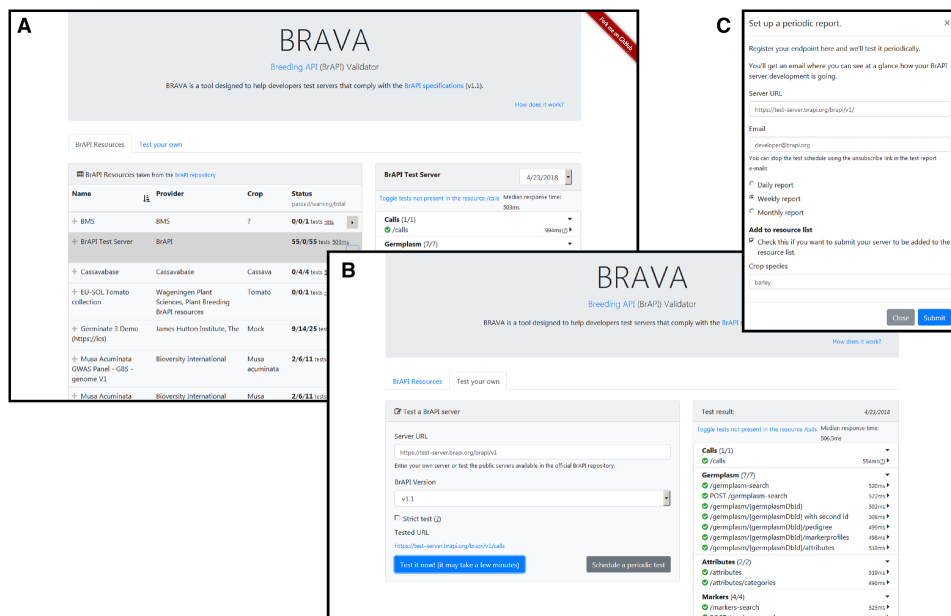 A
BRAVA
Fork me on GitHub
Breeding API (BrAPI) Validator
BRAVA is a tool designed to help developers test servers that comply with the BrAPI specifications (v1.1).
How does it work?
BrAPI Resources
Test your own
BrAPI Resources taken from the BrAPI repository
Name Provider Crop Status
passed/warning/total
+ BMS BMS ? 0/0/1 tests
+ BrAPI Test Server BrAPI 55/0/55 tests 503ms
+ Cassavabase Cassavabase Cassava 0/4/4 tests
+ EU-SOL Tomato Wageningen Plant Tomato 0/0/1 tests
collection Sciences, Plant Breeding
BrAPI resources
+ Germinate 3 Demo James Hutton Institute, The Mock 9/14/25
(https://ics)
+ Musa Acuminata Bioversity International Musa 2/6/11 tests
GWAS Panel - GBS - acuminata
genome V1
+ Musa Acuminata Bioversity International Musa 2/6/11 tests
BrAPI Test Server 4/23/2018
Toggle tests not present in the resource /calls Median response time:
503ms
Calls (1/1)
/calls 994ms(?)
Germplasm (7/7)
B
BRAVA
Breeding API (BrAPI) Validator
BRAVA is a tool designed to help developers test servers that comply with the BrAPI
How does it work?
BrAPI Resources
Test your own
Test a BrAPI server
Server URL
https://test-server.brapi.org/brapi/v1
Enter your own server or test the public servers available in the official BrAPI repository.
BrAPI Version
v1.1
Strict test (?)
Tested URL
https://test-server.brapi.org/brapi/v1/calls
Test it now! (it may take a few minutes)
Schedule a periodic test
Test result: 4/23/2018
Toggle tests not present in the resource /calls Median response time:
506.5ms
Calls (1/1)
/calls 554ms(?)
Germplasm (7/7)
/germplasm-search 520ms
POST /germplasm-search 522ms
/germplasm/{germplasmDbId} 502ms
/germplasm/{germplasmDbId} with second id 506ms
/germplasm/{germplasmDbId}/pedigree 499ms
/germplasm/{germplasmDbId}/markerprofiles 498ms
/germplasm/{germplasmDbId}/attributes 518ms
Attributes (2/2)
/attributes 519ms
/attributes/categories 496ms
Markers (4/4)
/markers-search 525ms
C
Set up a periodic report. ×
Register your endpoint here and we'll test it periodically.
You'll get an email where you can see at a glance how your BrAPI
server development is going.
Server URL
https://test-server.brapi.org/brapi/v1/
Email
developer@brapi.org
You can stop the test schedule using the unsubscribe link in the test report
e-mails
Daily report
Weekly report
Monthly report
Add to resource list
Check this if you want to submit your server to be added to the
resource list.
Crop species
barley
Close
Submit